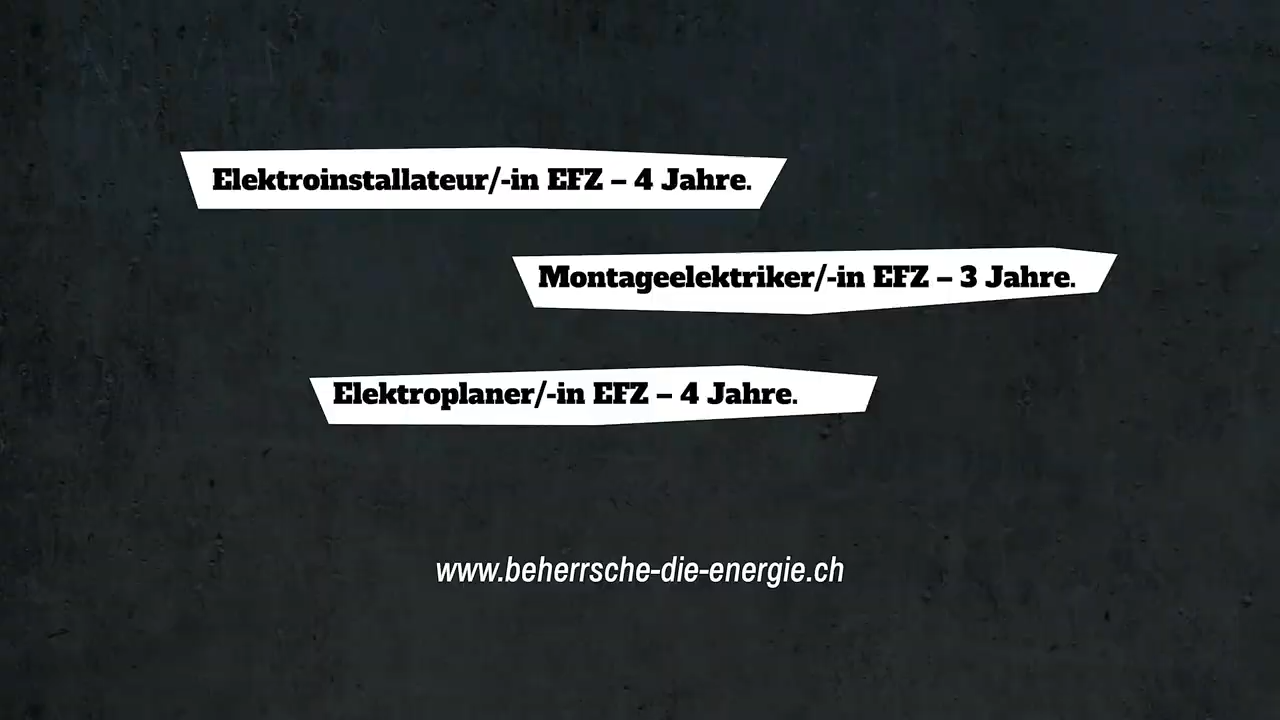 Elektroinstallateur/-in EFZ – 4 Jahre.
Montageelektriker/-in EFZ – 3 Jahre.
Elektroplaner/-in EFZ – 4 Jahre.
www.beherrsche-die-energie.ch